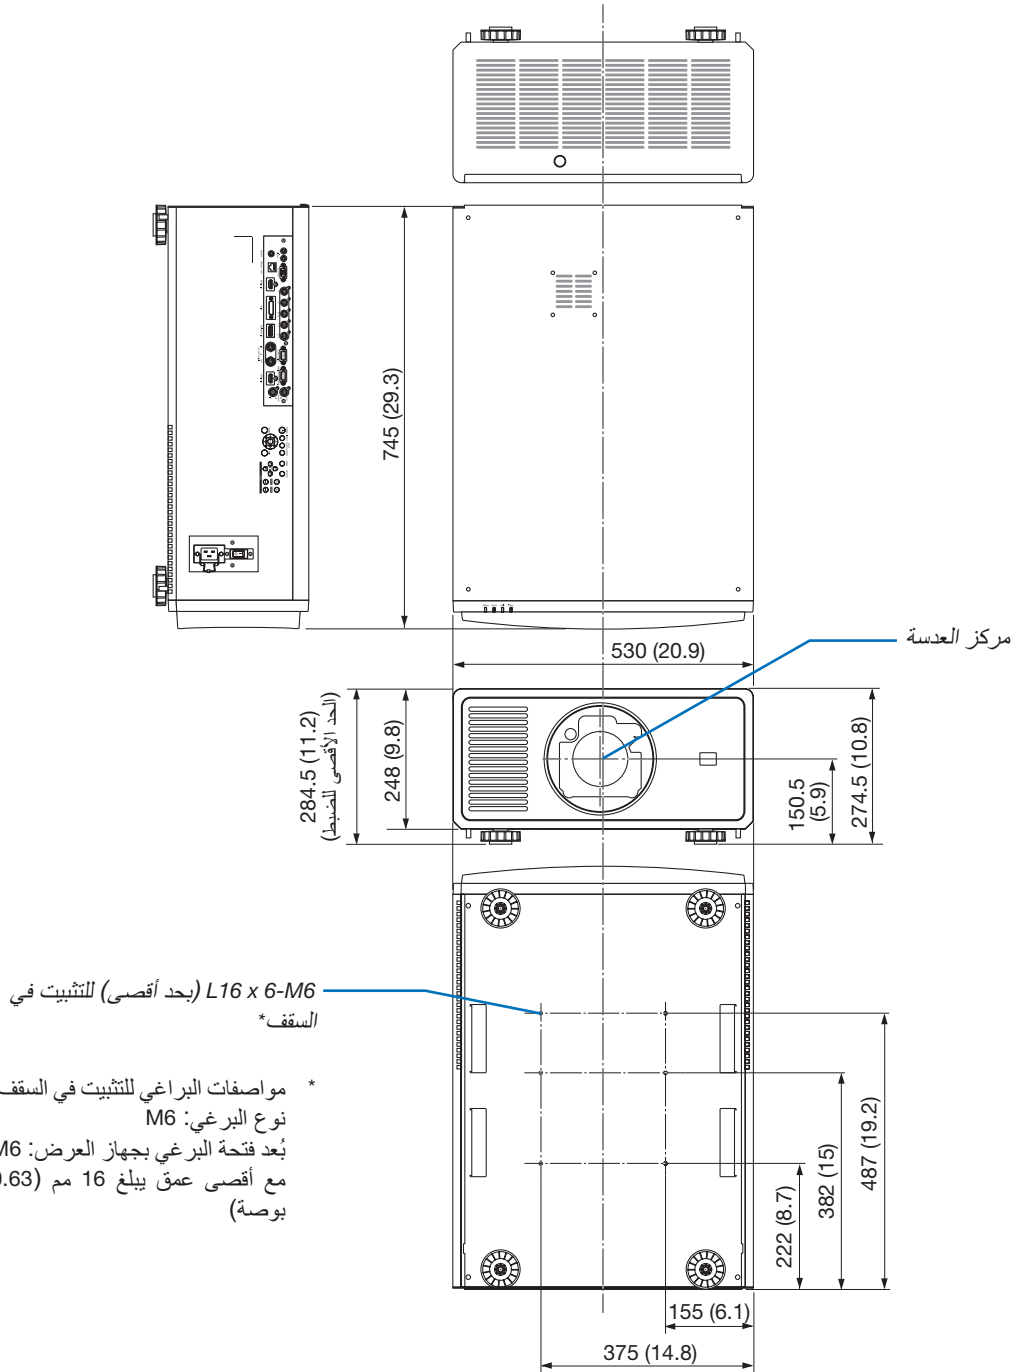 745 (29.3)
مركز العدسة
530 (20.9)
284.5 (11.2)
(الحد الأقصى للضبط)
248 (9.8)
150.5
(5.9)
274.5 (10.8)
L16 x 6-M6 (بحد أقصى) للتثبيت في
السقف*
* مواصفات البراغي للتثبيت في السقف
نوع البرغي: M6
بُعد فتحة البرغي بجهاز العرض: M6
مع أقصى عمق يبلغ 16 مم (0.63
بوصة)
487 (19.2)
382 (15)
222 (8.7)
155 (6.1)
375 (14.8)